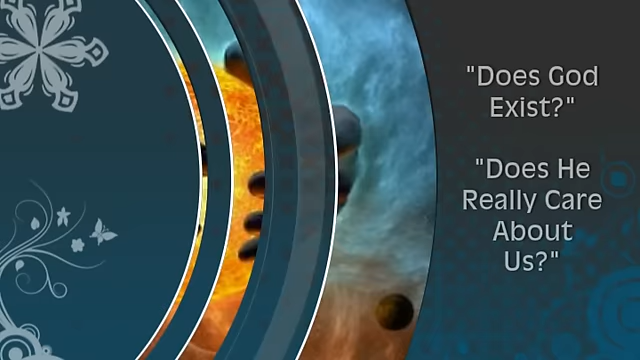 "Does God
Exist?"
"Does He
Really Care
About
Us?"